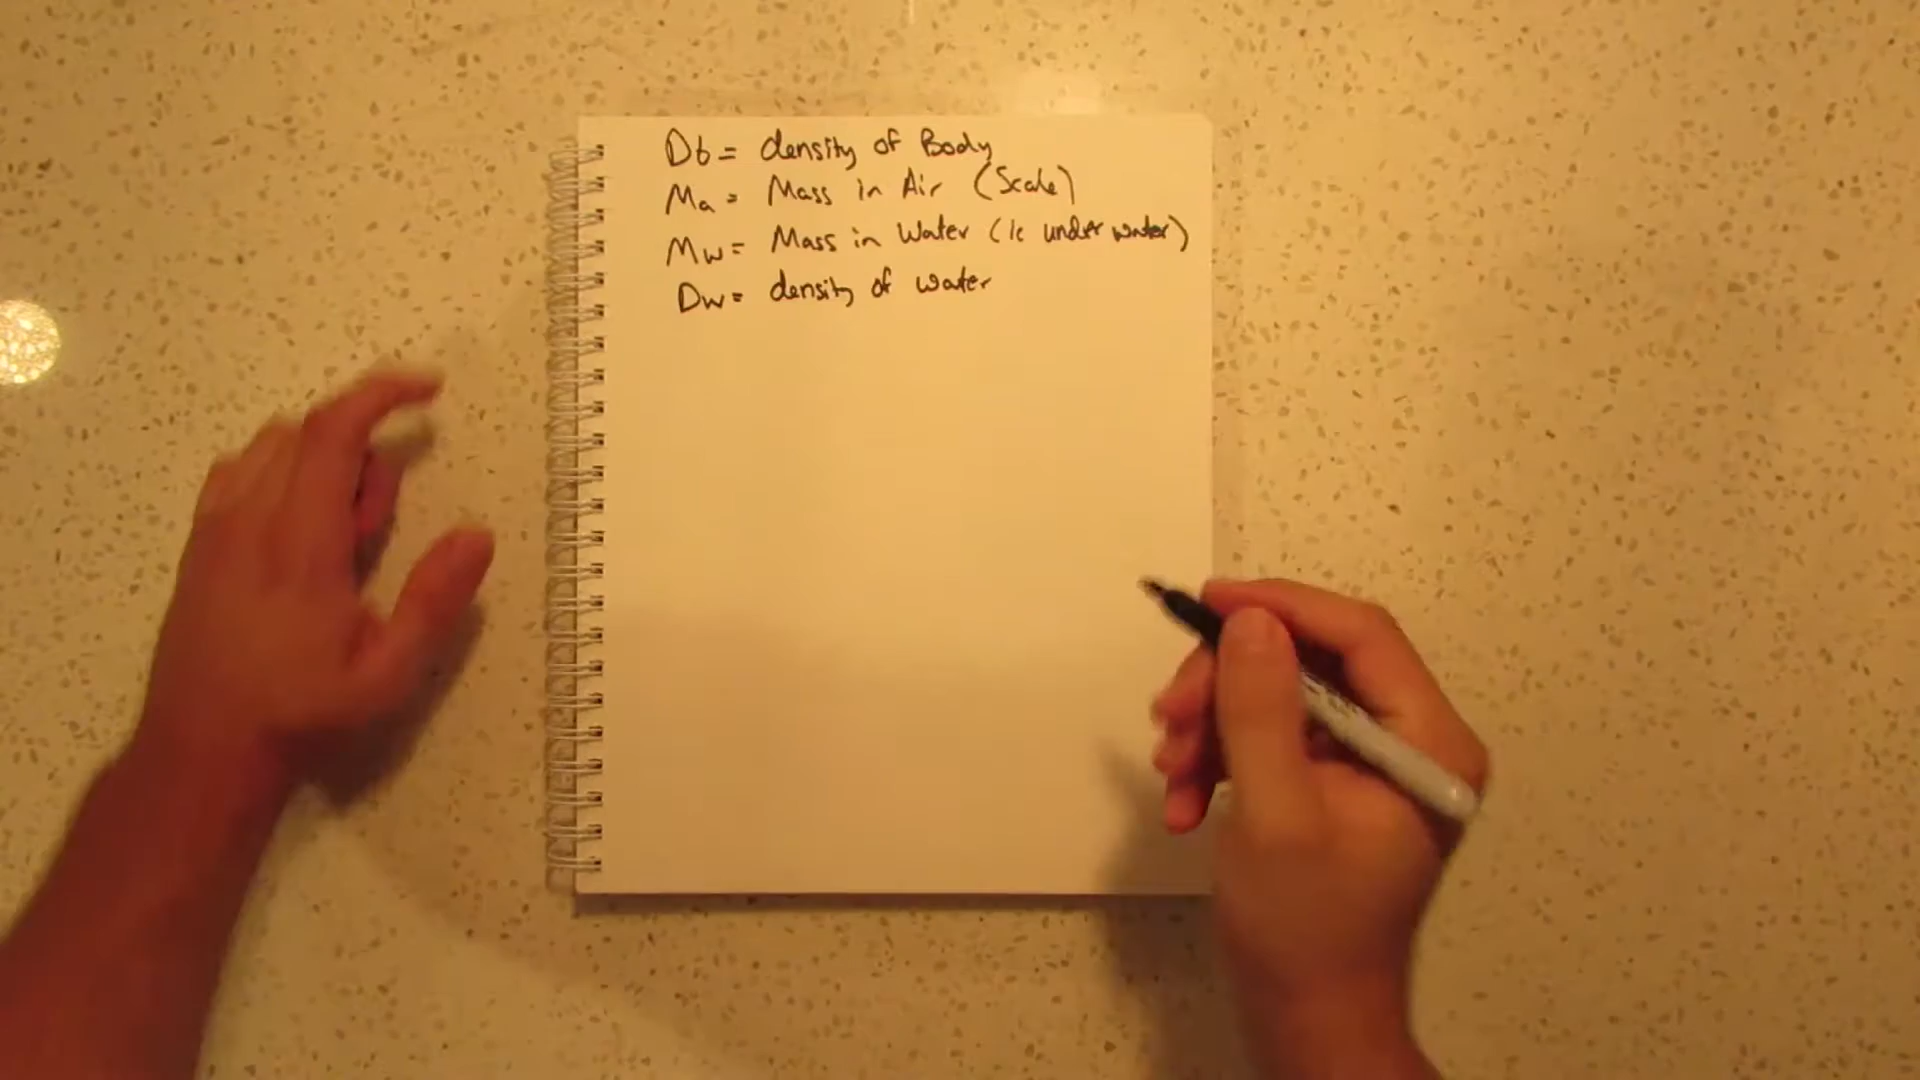 Db = density of Body
Ma = Mass in Air (Scale)
Mw = Mass in Water (ie under water)
Dw = density of water